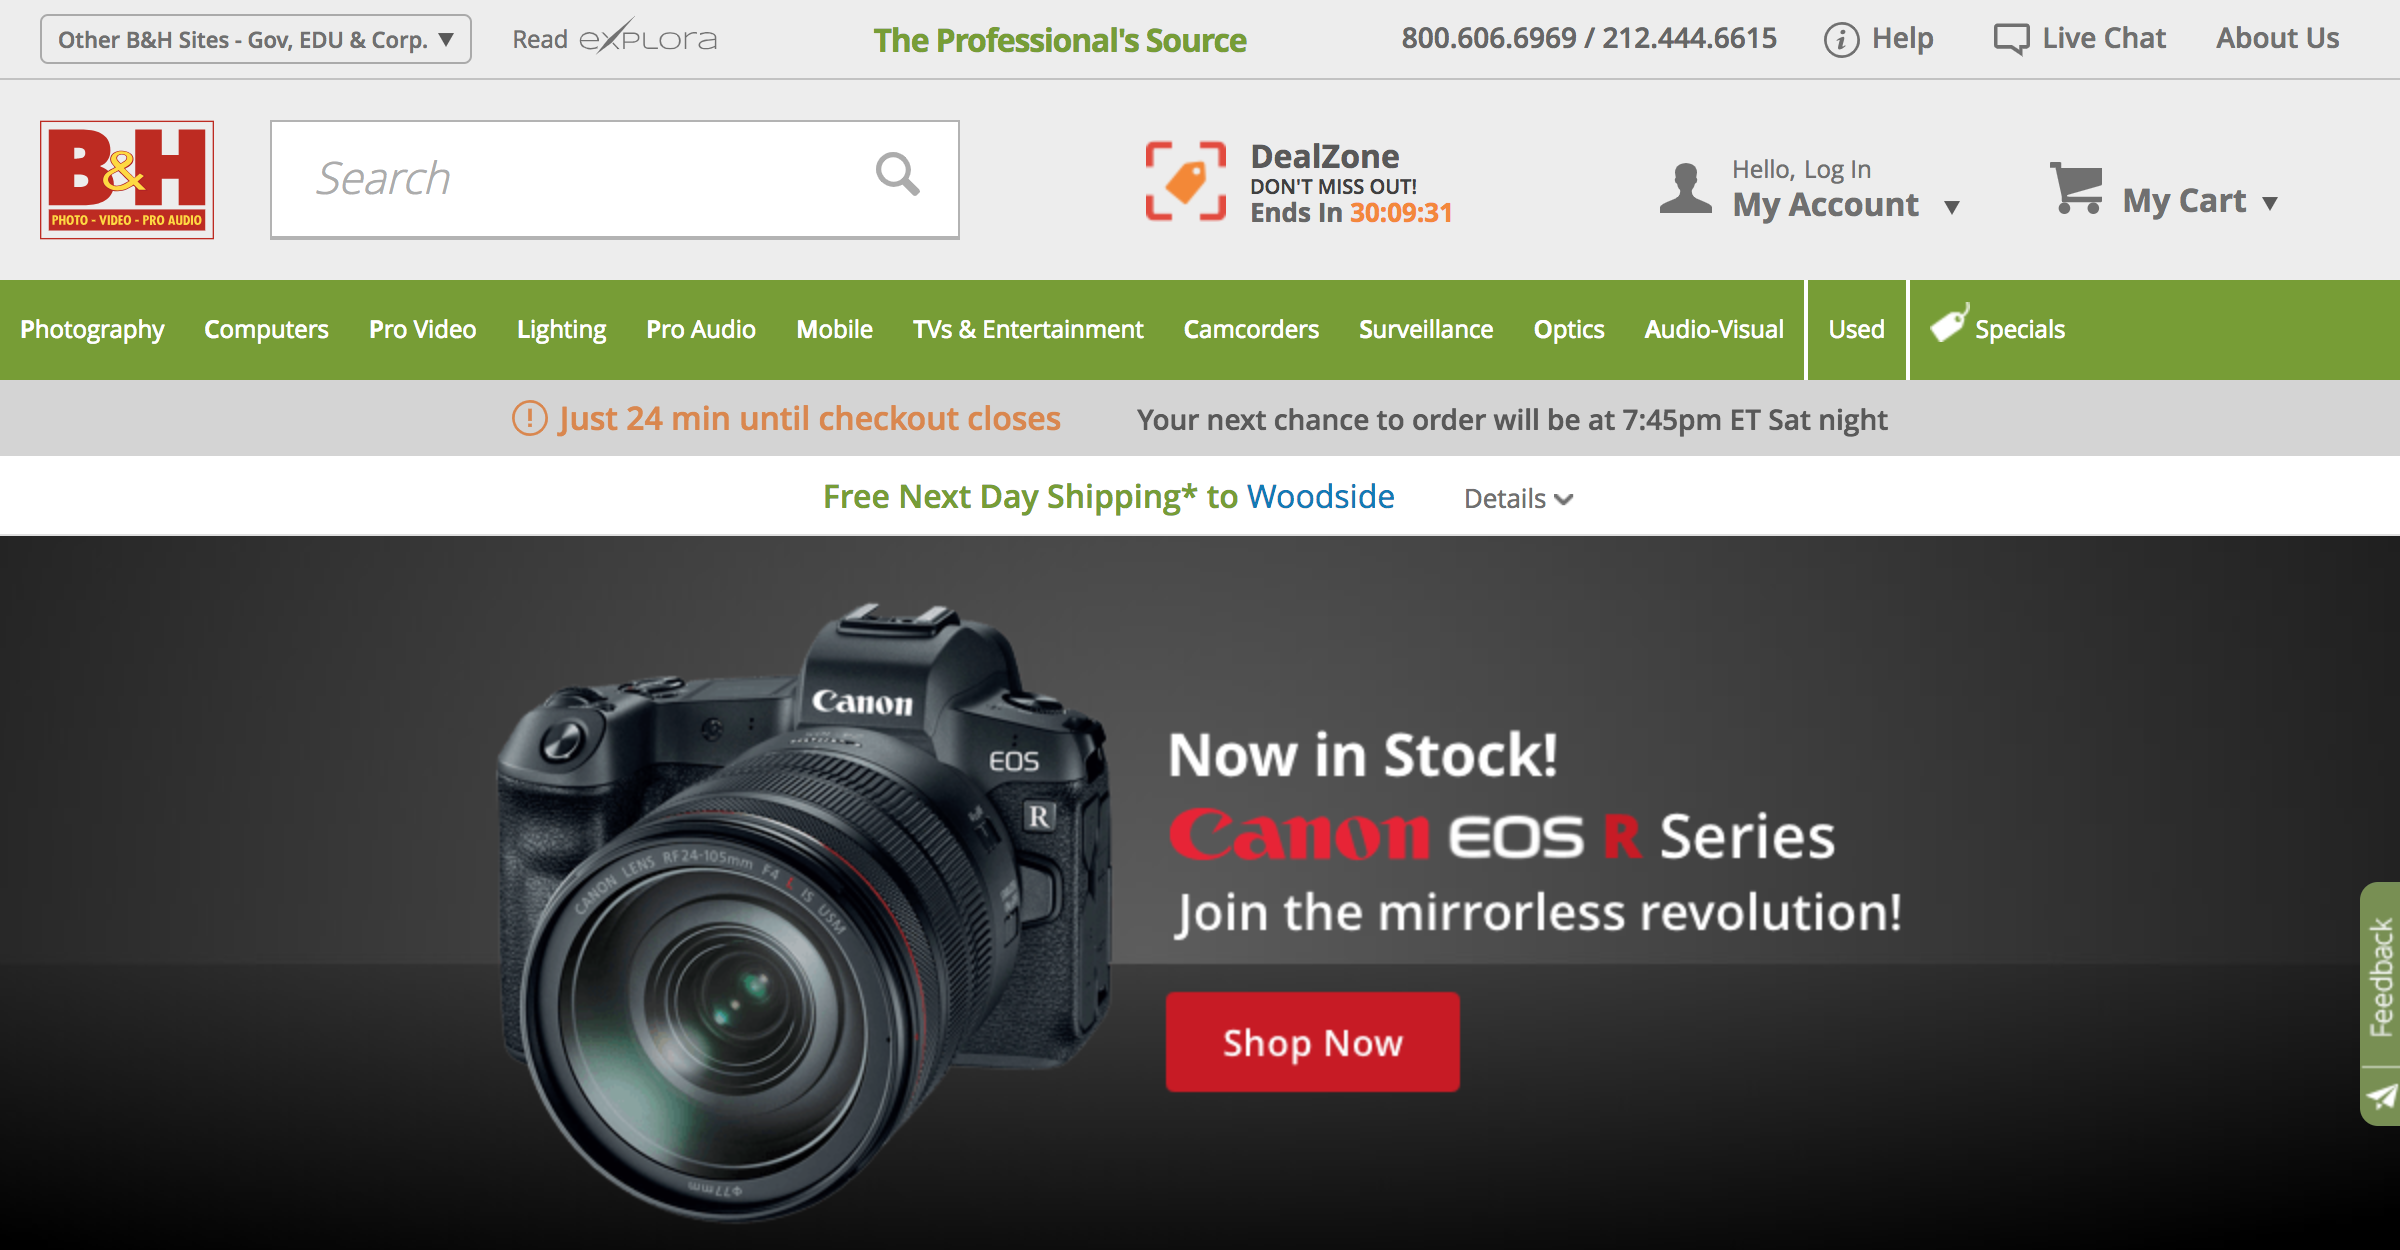 Other B&H Sites - Gov, EDU & Corp. ▼
Read eXPLORA
The Professional's Source
800.606.6969 / 212.444.6615
Help
Live Chat
About Us
B&H
PHOTO - VIDEO - PRO AUDIO
Search
DealZone
DON'T MISS OUT!
Ends In 30:09:31
Hello, Log In
My Account ▼
My Cart ▼
Photography Computers Pro Video Lighting Pro Audio Mobile TVs & Entertainment Camcorders Surveillance Optics Audio-Visual Used Specials
Just 24 min until checkout closes
Your next chance to order will be at 7:45pm ET Sat night
Free Next Day Shipping* to Woodside
Details
Canon
EOS
R
CANON LENS RF24-105mm F4 L IS USM
Φ77mm
Now in Stock!
Canon EOS R Series
Join the mirrorless revolution!
Shop Now
Feedback